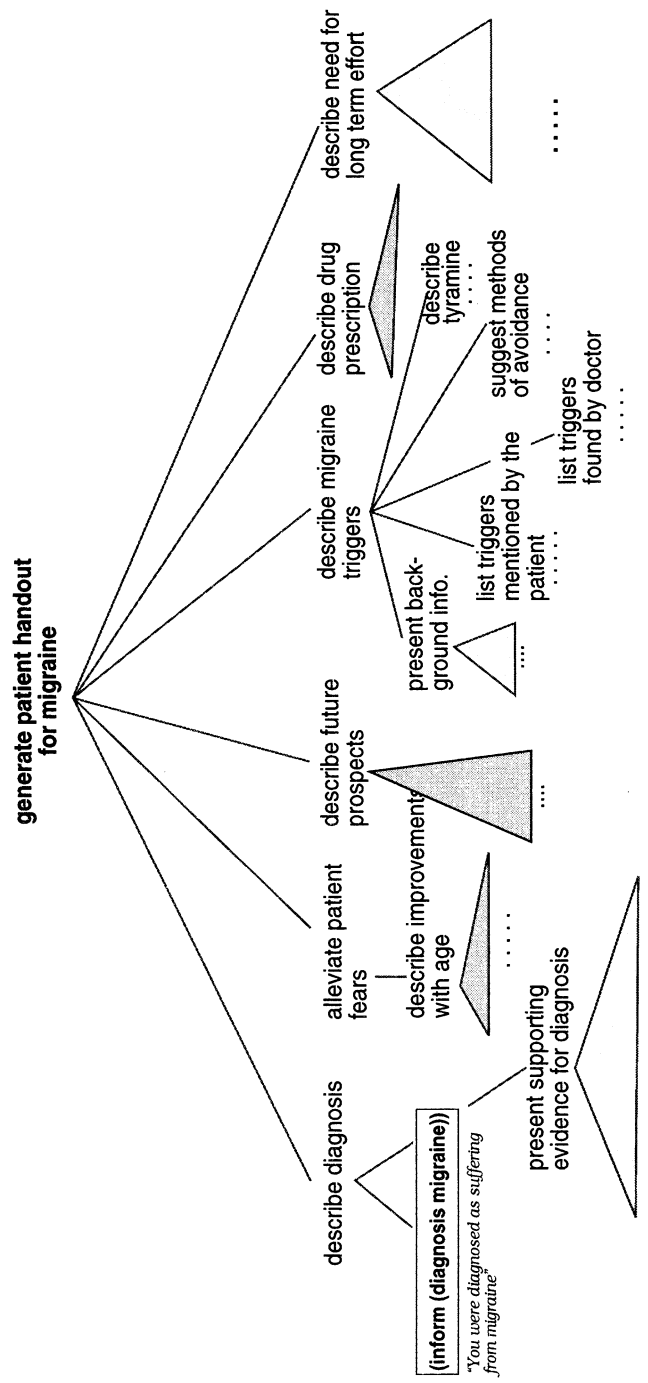 generate patient handout
for migraine
describe diagnosis
(inform (diagnosis migraine))
"You were diagnosed as suffering
from migraine"
present supporting
evidence for diagnosis
alleviate patient
fears
describe improvements
with age
.....
describe future
prospects
....
describe migraine
triggers
present back-
ground info.
....
list triggers
mentioned by the
patient
......
list triggers
found by doctor
.....
suggest methods
of avoidance
.....
describe
tyramine
.....
describe drug
prescription
describe need for
long term effort
.....